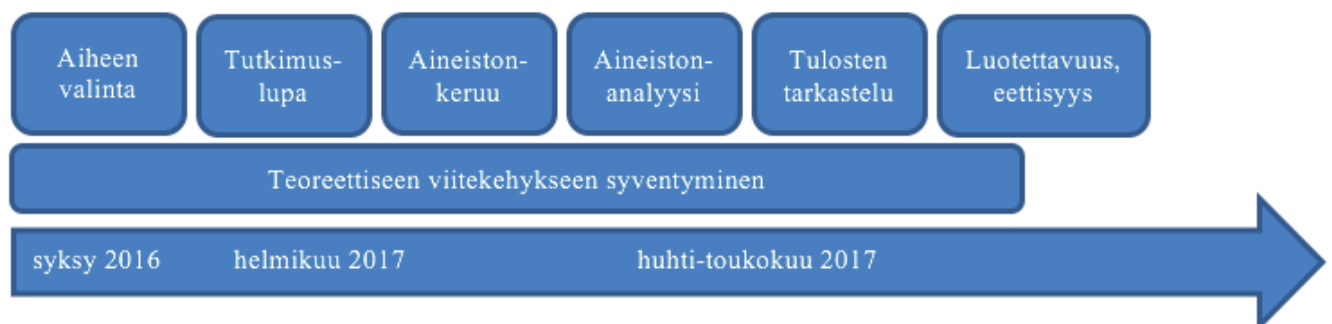 Aiheen
valinta
Tutkimus-
lupa
Aineiston-
keruu
Aineiston-
analyysi
Tulosten
tarkastelu
Luotettavuus,
eettisyys
Teoreettiseen viitekehykseen syventyminen
syksy 2016
helmikuu 2017
huhti-toukokuu 2017